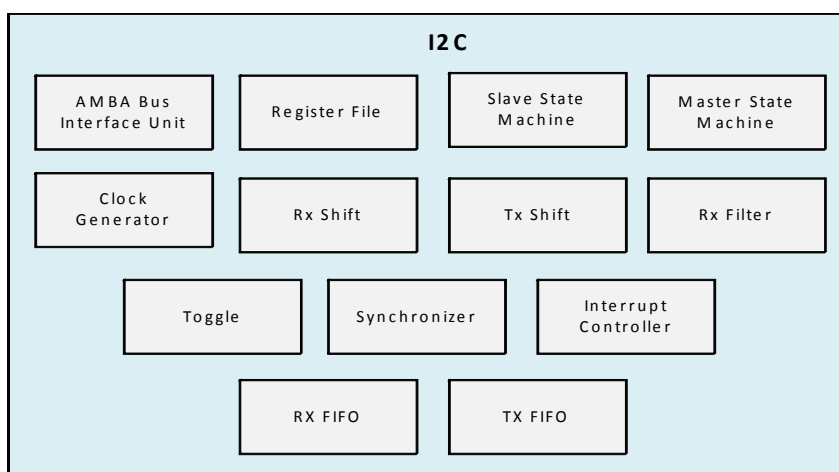 I2C
AMBA Bus
Interface Unit
Register File
Slave State
Machine
Master State
Machine
Clock
Generator
Rx Shift
Tx Shift
Rx Filter
Toggle
Synchronizer
Interrupt
Controller
RX FIFO
TX FIFO